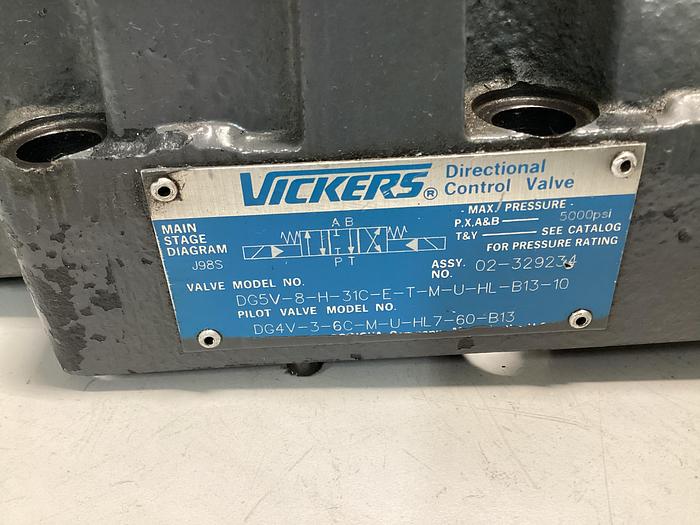 VICKERS®
Directional
Control Valve
- MAX. PRESSURE -
P,X,A&B 5000psi
T&Y SEE CATALOG
FOR PRESSURE RATING
MAIN
STAGE
DIAGRAM
J98S
A B
T T
P T
ASSY.
NO. 02-329234
VALVE MODEL NO.
DG5V-8-H-31C-E-T-M-U-HL-B13-10
PILOT VALVE MODEL NO.
DG4V-3-6C-M-U-HL7-60-B13